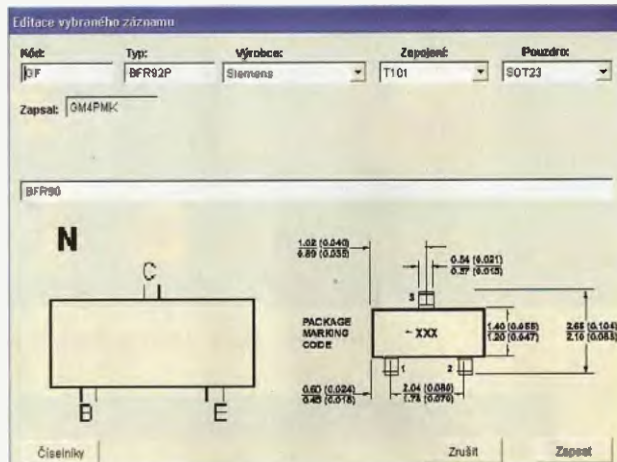 Editace vybraného záznamu
Kód: Typ: Výrobce: Zapojení: Pouzdro:
GF BFR92P Siemens T101 SOT23
Zapsal: GM4PMK
BFR90
N
C
B E
1.02 (0.040)
0.89 (0.035)
0.54 (0.021)
0.37 (0.015)
3
PACKAGE
MARKING
CODE
XXX
1.40 (0.055)
1.20 (0.047)
2.65 (0.104)
2.10 (0.083)
1 2
0.60 (0.024)
0.45 (0.018)
2.04 (0.080)
1.78 (0.070)
Číselníky Zrušit Zapsat